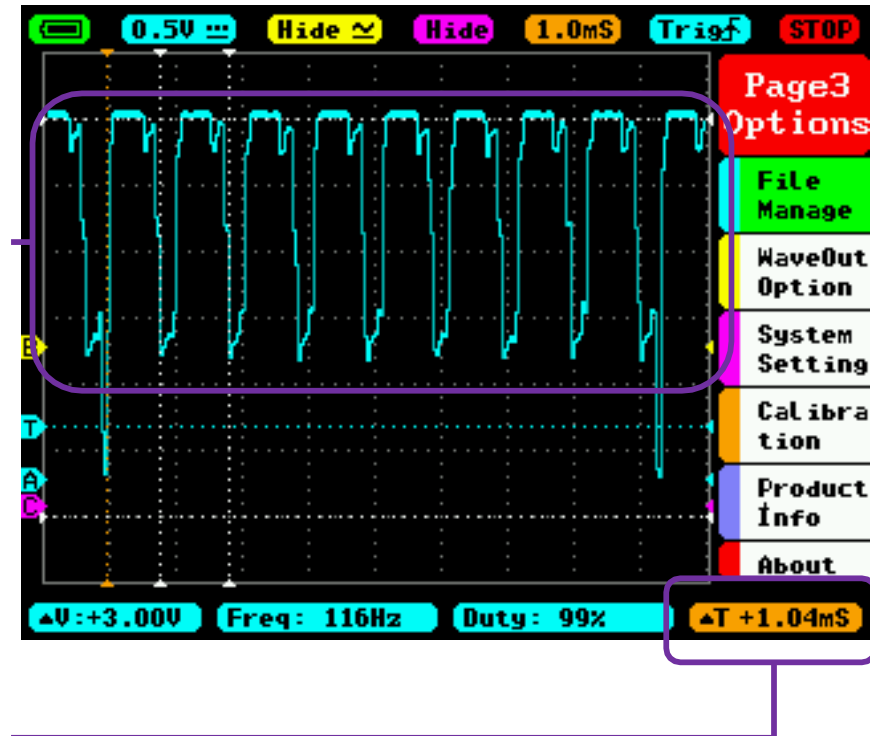 0.5V Hide Hide 1.0mS Trig STOP
Page3
Options
File
Manage
WaveOut
Option
System
Setting
Calibra
tion
Product
Info
About
B
T
A
C
▲V:+3.00V Freq: 116Hz Duty: 99% ▲T +1.04mS